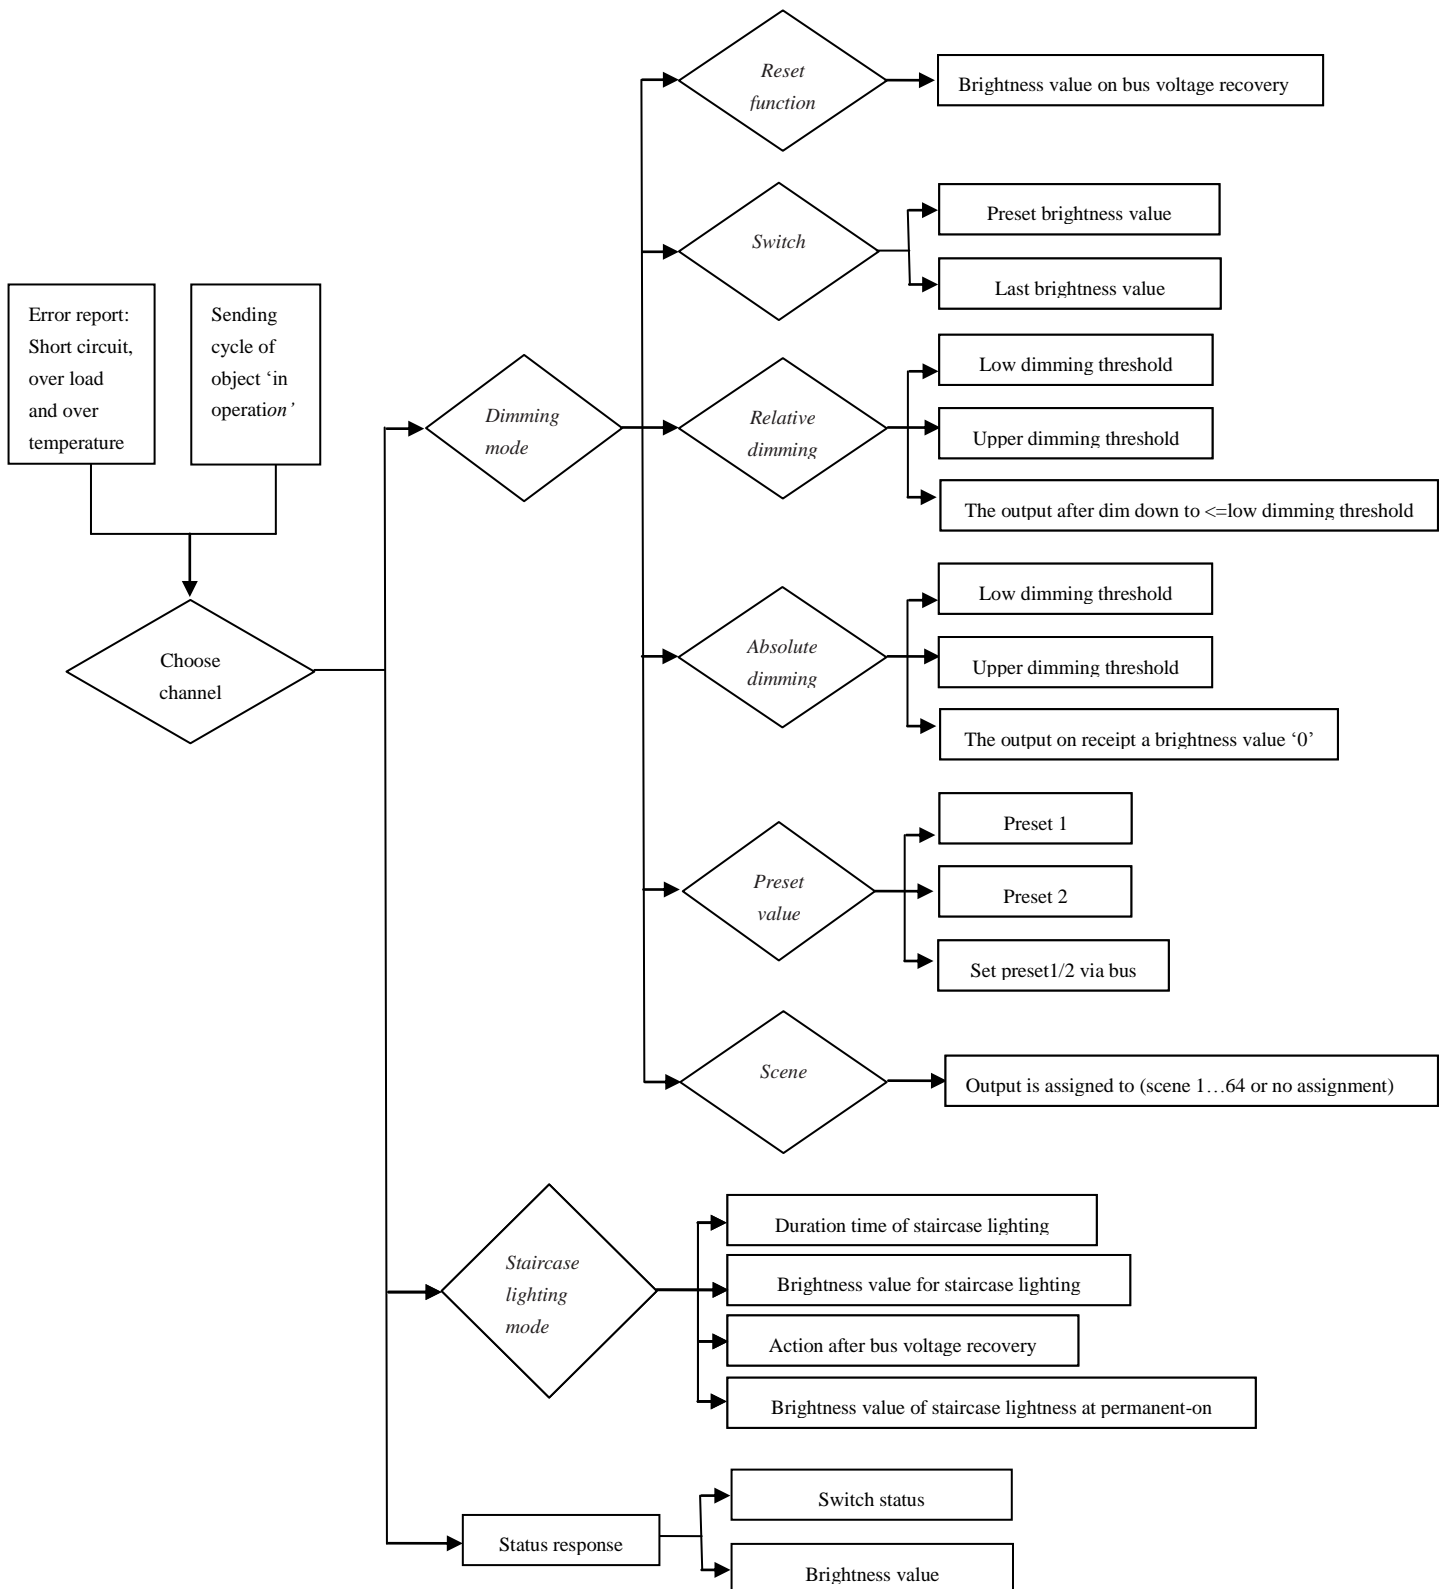 Error report:
Short circuit,
over load
and over
temperature
Sending
cycle of
object ‘in
operation’
Choose
channel
Dimming
mode
Reset
function
Brightness value on bus voltage recovery
Switch
Preset brightness value
Last brightness value
Relative
dimming
Low dimming threshold
Upper dimming threshold
The output after dim down to <=low dimming threshold
Absolute
dimming
Low dimming threshold
Upper dimming threshold
The output on receipt a brightness value ‘0’
Preset
value
Preset 1
Preset 2
Set preset1/2 via bus
Scene
Output is assigned to (scene 1…64 or no assignment)
Staircase
lighting
mode
Duration time of staircase lighting
Brightness value for staircase lighting
Action after bus voltage recovery
Brightness value of staircase lightness at permanent-on
Status response
Switch status
Brightness value